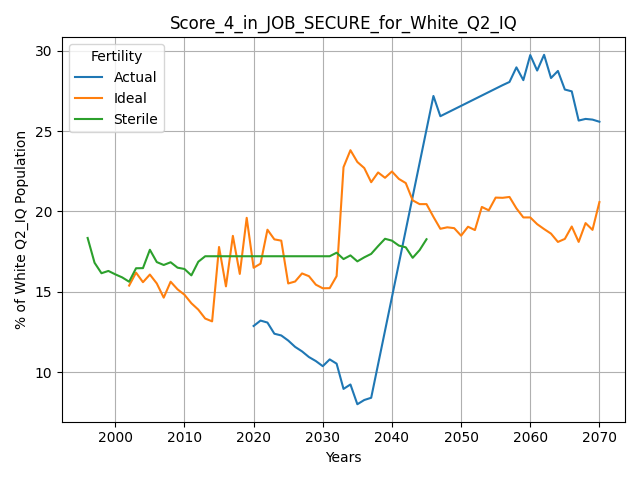 Score_4_in_JOB_SECURE_for_White_Q2_IQ
Fertility
Actual
Ideal
Sterile
% of White Q2_IQ Population
30
25
20
15
10
2000
2010
2020
2030
2040
2050
2060
2070
Years